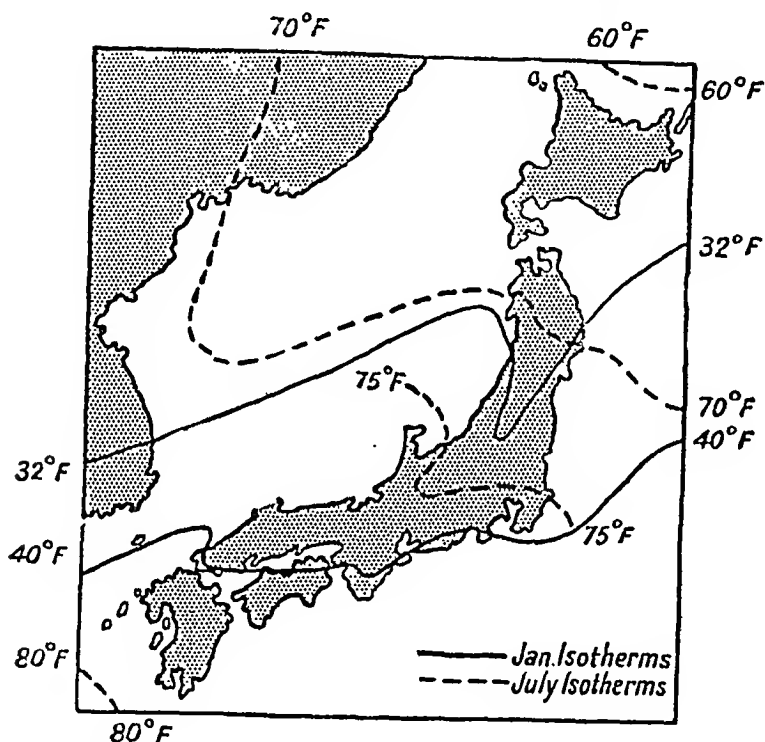 70°F
60°F
60°F
32°F
75°F
70°F
40°F
32°F
75°F
40°F
80°F
Jan. Isotherms
July Isotherms
80°F